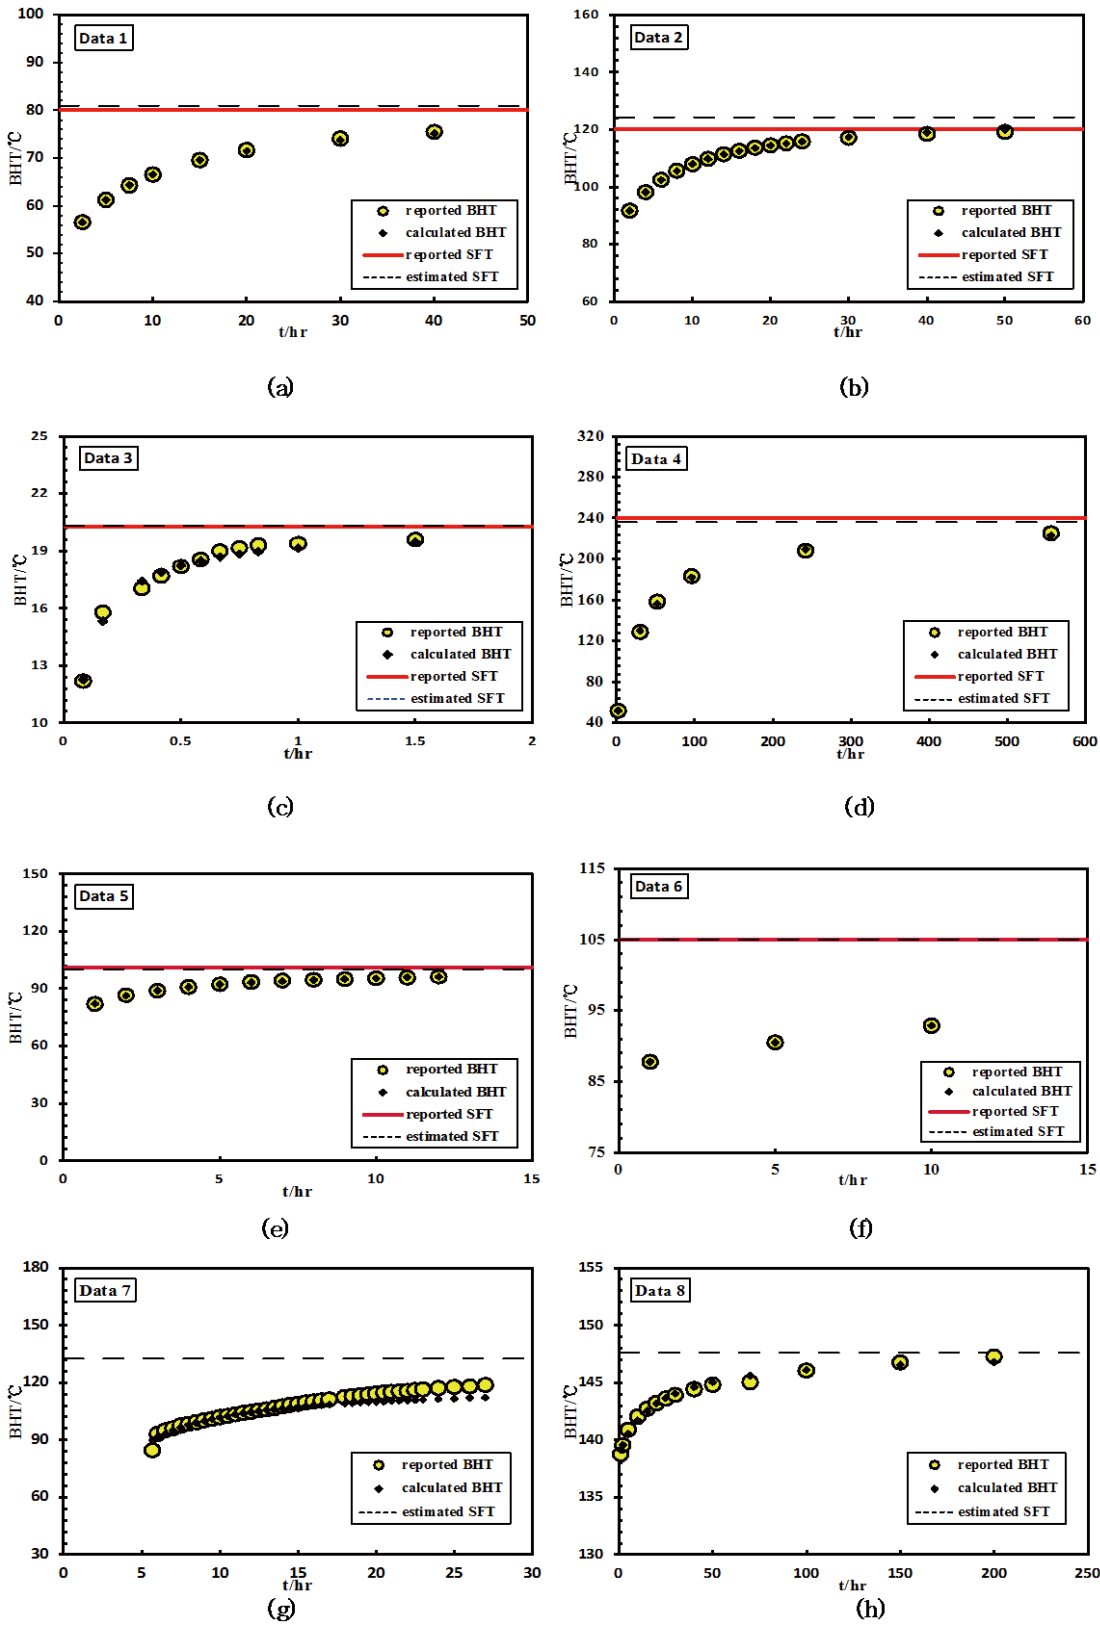 Data 1
100
90
80
70
60
50
40
BHT/℃
reported BHT
calculated BHT
reported SFT
estimated SFT
0 10 20 30 40 50
t/hr
(a)
Data 2
160
140
120
100
80
60
BHT/℃
reported BHT
calculated BHT
reported SFT
estimated SFT
0 10 20 30 40 50 60
t/hr
(b)
Data 3
25
22
19
16
13
10
BHT/℃
reported BHT
calculated BHT
reported SFT
estimated SFT
0 0.5 1 1.5 2
t/hr
(c)
Data 4
320
280
240
200
160
120
80
40
BHT/℃
reported BHT
calculated BHT
reported SFT
estimated SFT
0 100 200 300 400 500 600
t/hr
(d)
Data 5
150
120
90
60
30
0
BHT/℃
reported BHT
calculated BHT
reported SFT
estimated SFT
0 5 10 15
t/hr
(e)
Data 6
115
105
95
85
75
BHT/℃
reported BHT
calculated BHT
reported SFT
estimated SFT
0 5 10 15
t/hr
(f)
Data 7
180
150
120
90
60
30
BHT/℃
reported BHT
calculated BHT
estimated SFT
0 5 10 15 20 25 30
t/hr
(g)
Data 8
155
150
145
140
135
130
BHT/℃
reported BHT
calculated BHT
estimated SFT
0 50 100 150 200 250
t/hr
(h)